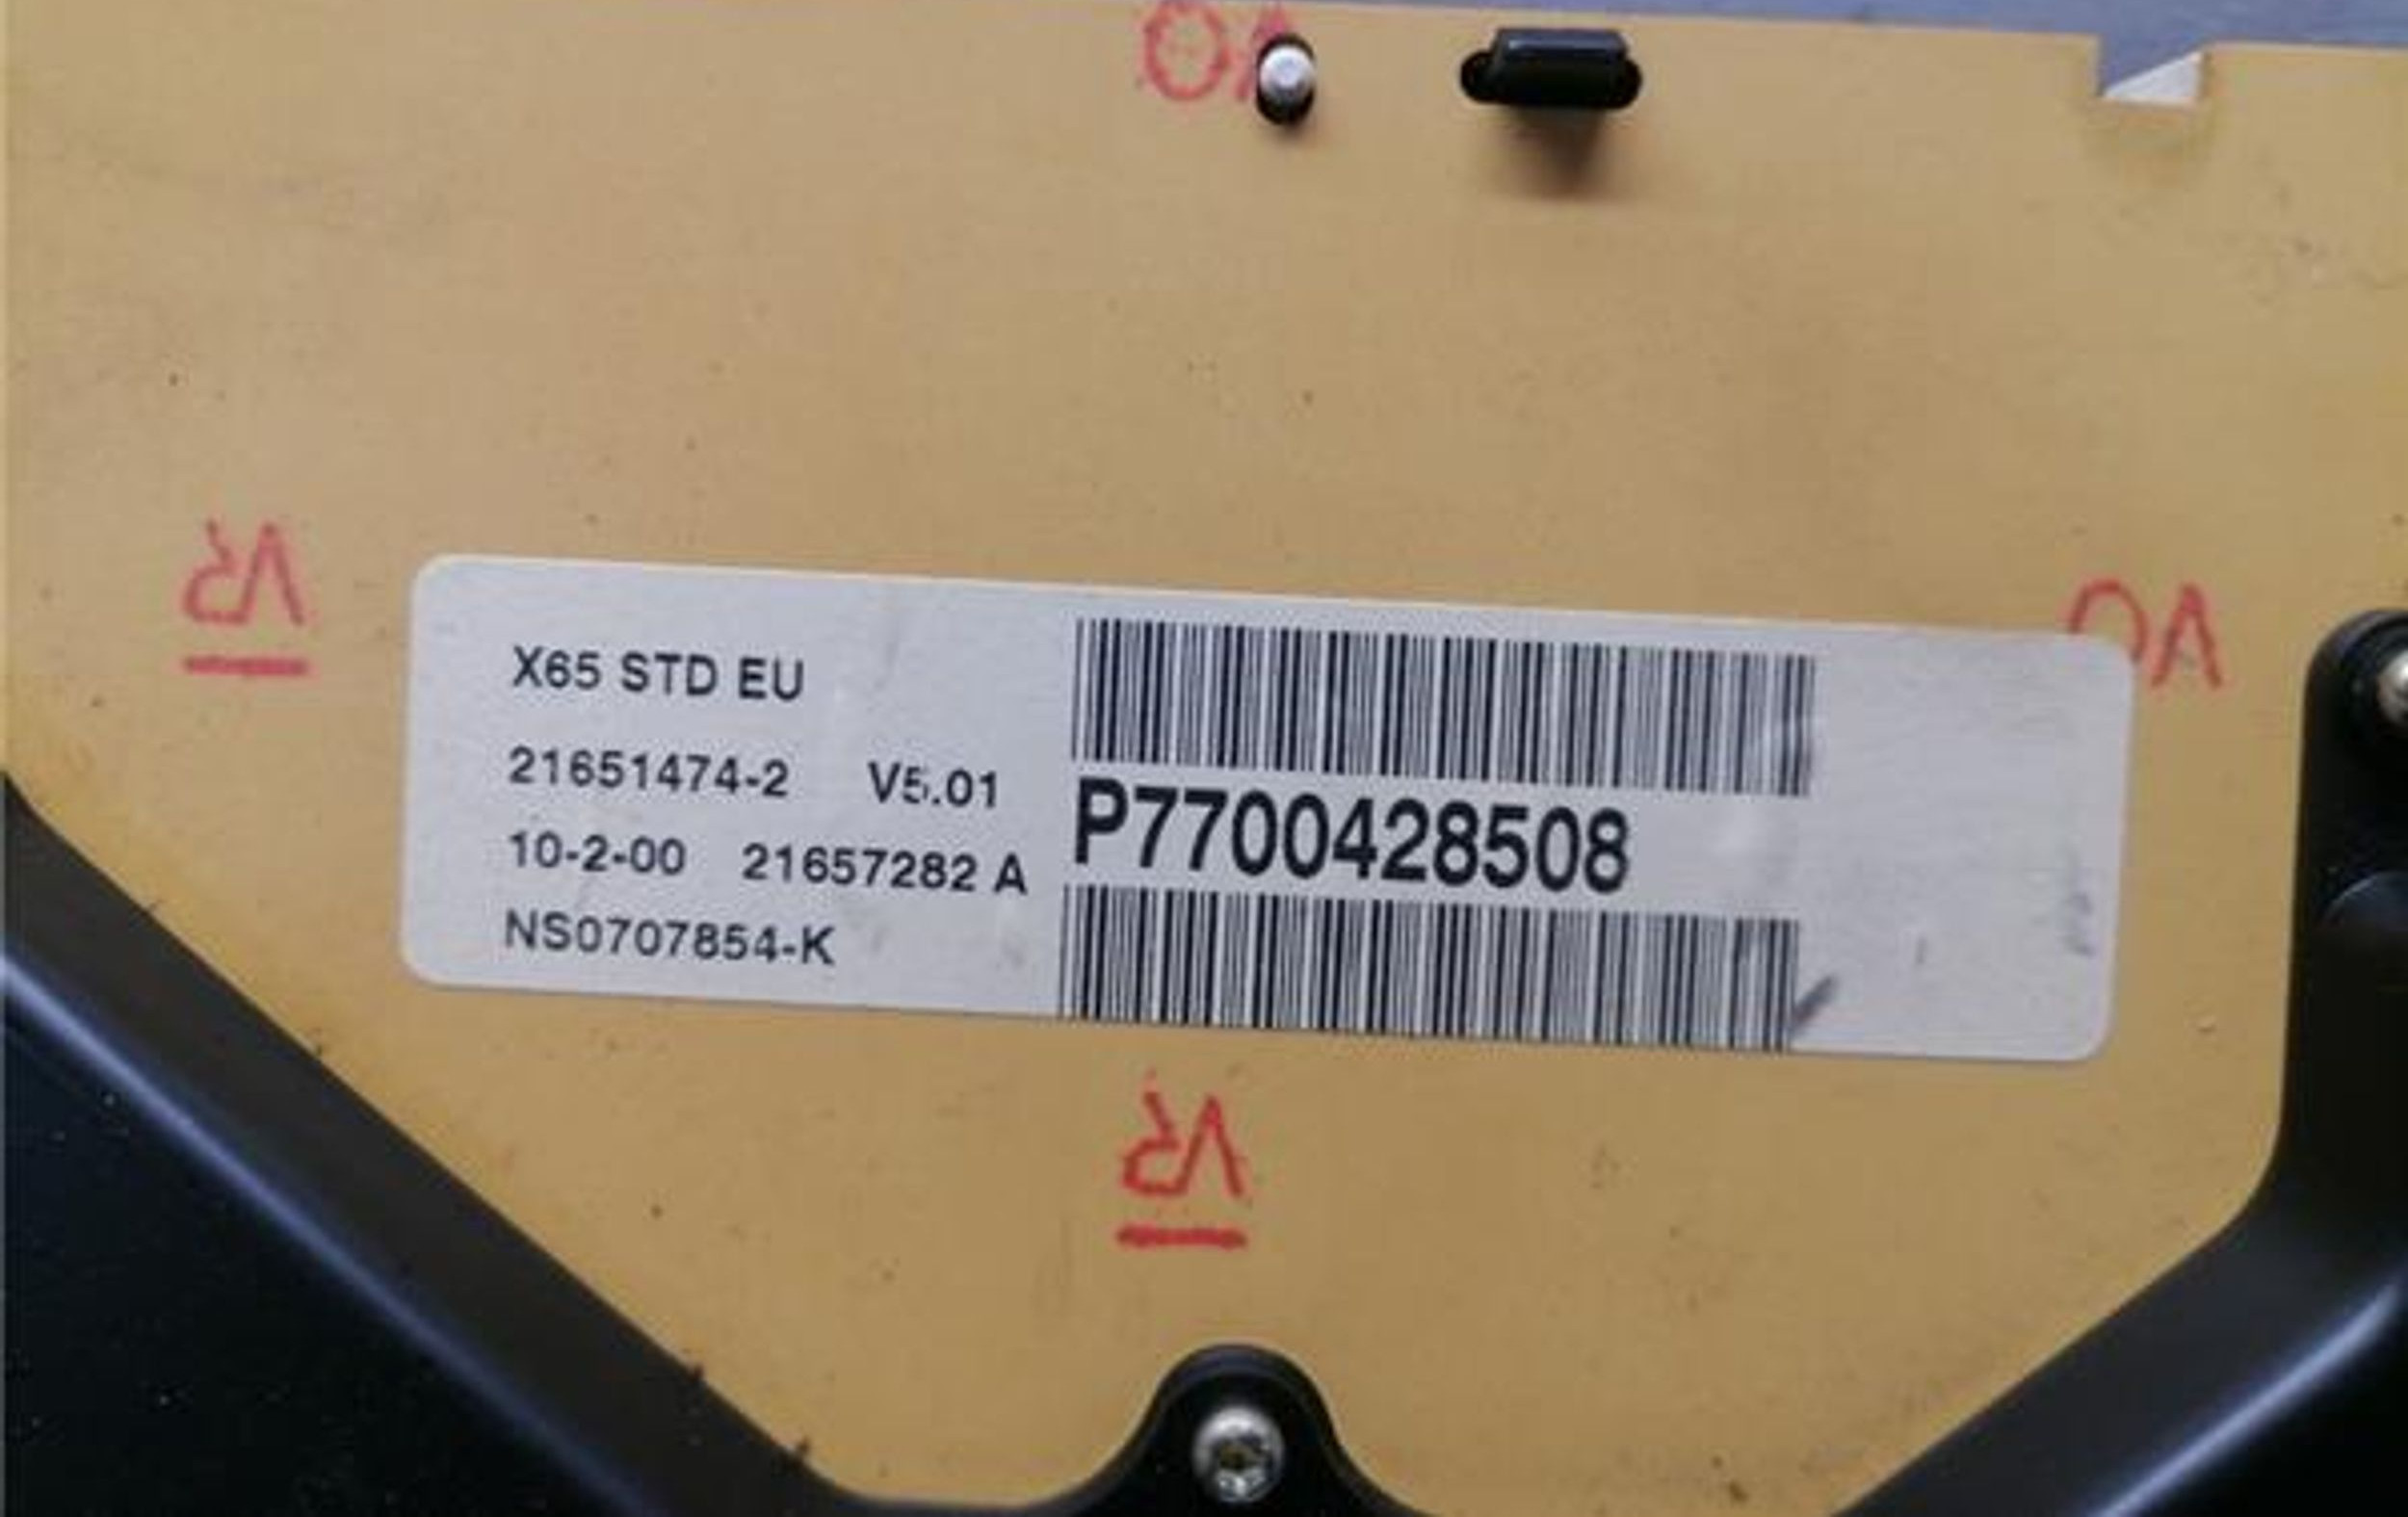 X65 STD EU
21651474-2 V5.01
10-2-00 21657282 A
NS0707854-K
P7700428508